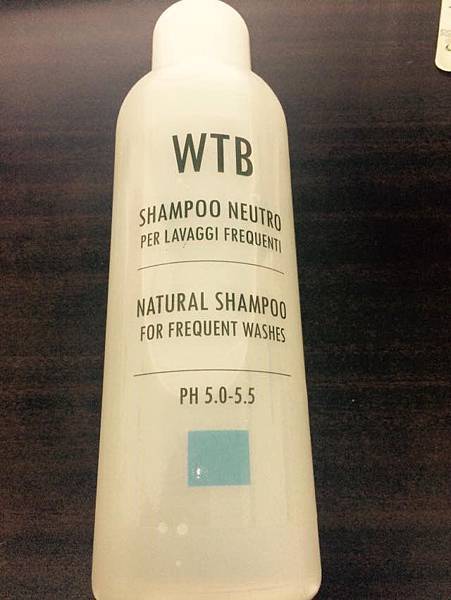 WTB
SHAMPOO NEUTRO
PER LAVAGGI FREQUENTI
NATURAL SHAMPOO
FOR FREQUENT WASHES
PH 5.0-5.5